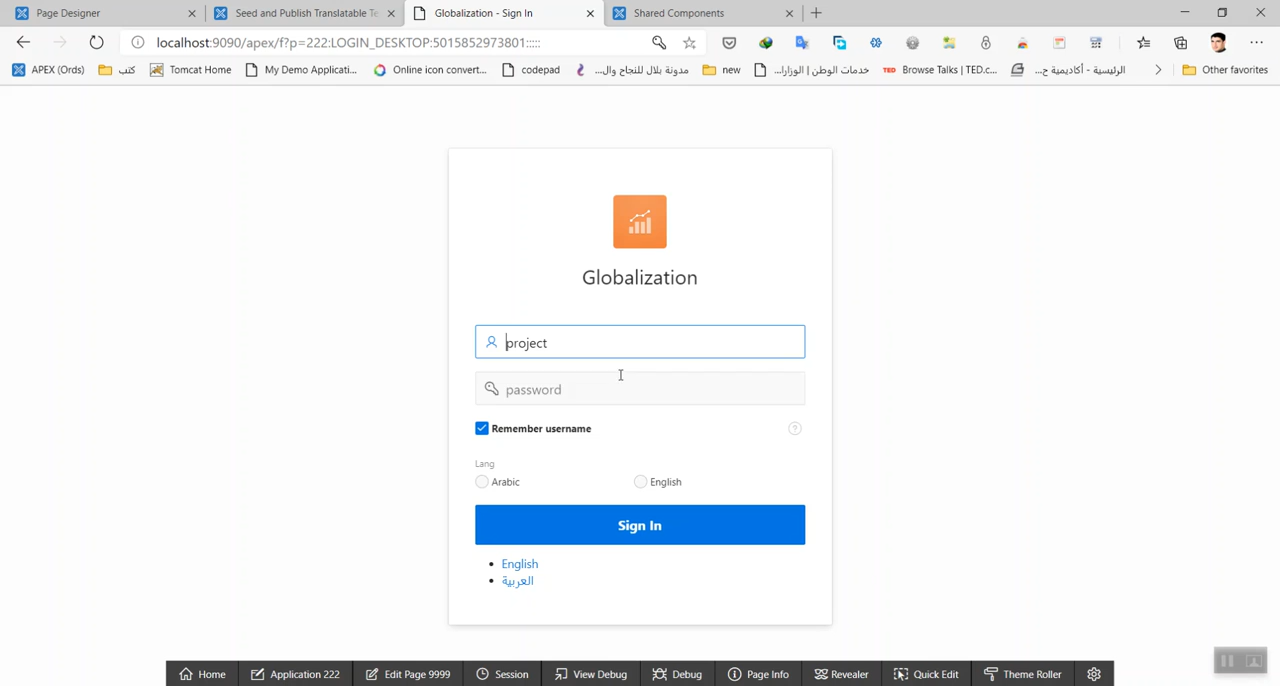 Page Designer
Seed and Publish Translatable Te
Globalization - Sign In
Shared Components
localhost:9090/apex/f?p=222:LOGIN_DESKTOP:5015852973801:::::
APEX (Ords)
كتب
Tomcat Home
My Demo Applicati...
Online icon convert...
codepad
مدونة بلال للنجاح وال...
new
خدمات الوطن | الوزارا...
TED
Browse Talks | TED.c...
الرئيسية - أكاديمية ح...
Other favorites
Globalization
project
password
Remember username
Lang
Arabic
English
Sign In
English
العربية
Home
Application 222
Edit Page 9999
Session
View Debug
Debug
Page Info
Revealer
Quick Edit
Theme Roller